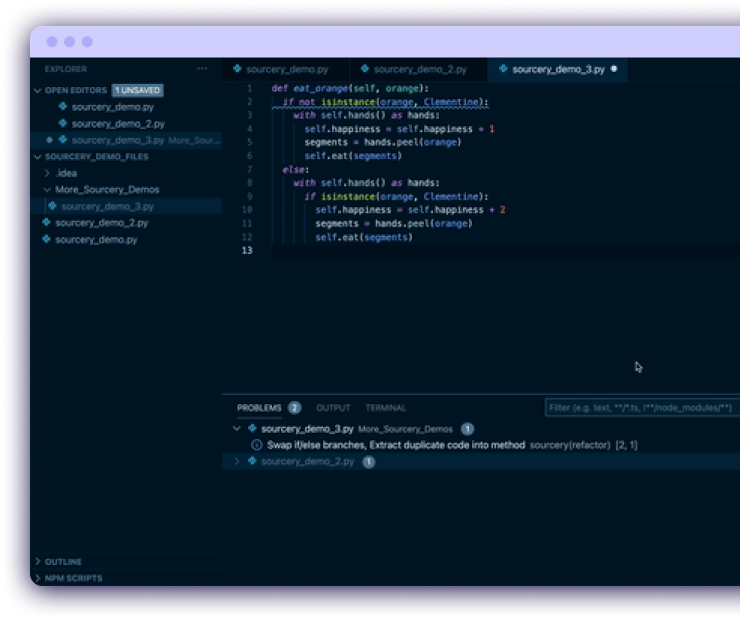 EXPLORER ...
OPEN EDITORS 1 UNSAVED
sourcery_demo.py
sourcery_demo_2.py
sourcery_demo_3.py More_Sour...
SOURCERY_DEMO_FILES
.idea
More_Sourcery_Demos
sourcery_demo_3.py
sourcery_demo_2.py
sourcery_demo.py
OUTLINE
NPM SCRIPTS
sourcery_demo.py sourcery_demo_2.py sourcery_demo_3.py
1 def eat_orange(self, orange):
2 if not isinstance(orange, Clementine):
3 with self.hands() as hands:
4 self.happiness = self.happiness + 1
5 segments = hands.peel(orange)
6 self.eat(segments)
7 else:
8 with self.hands() as hands:
9 if isinstance(orange, Clementine):
10 self.happiness = self.happiness + 2
11 segments = hands.peel(orange)
12 self.eat(segments)
13
PROBLEMS 2 OUTPUT TERMINAL Filter (e.g. text, **/*.ts, !**/node_modules/**)
sourcery_demo_3.py More_Sourcery_Demos 1
Swap if/else branches, Extract duplicate code into method sourcery(refactor) [2, 1]
sourcery_demo_2.py 1